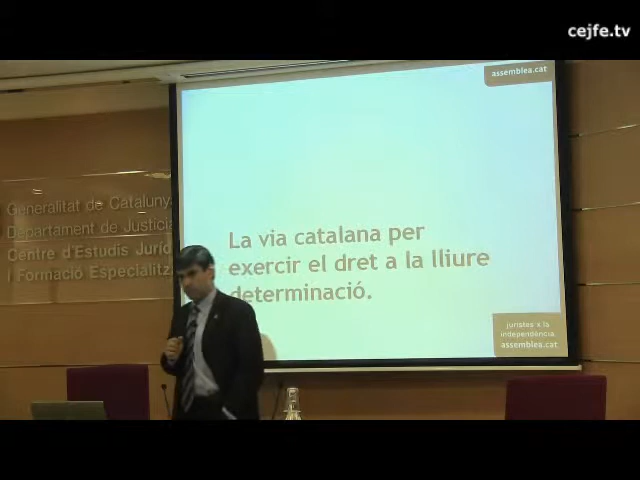 cejfe.tv
assemblea.cat
Generalitat de Catalunya
Departament de Justícia
Centre d'Estudis Juríd
i Formació Especialitz
La via catalana per
exercir el dret a la lliure
determinació.
juristes a la
independència
assemblea.cat